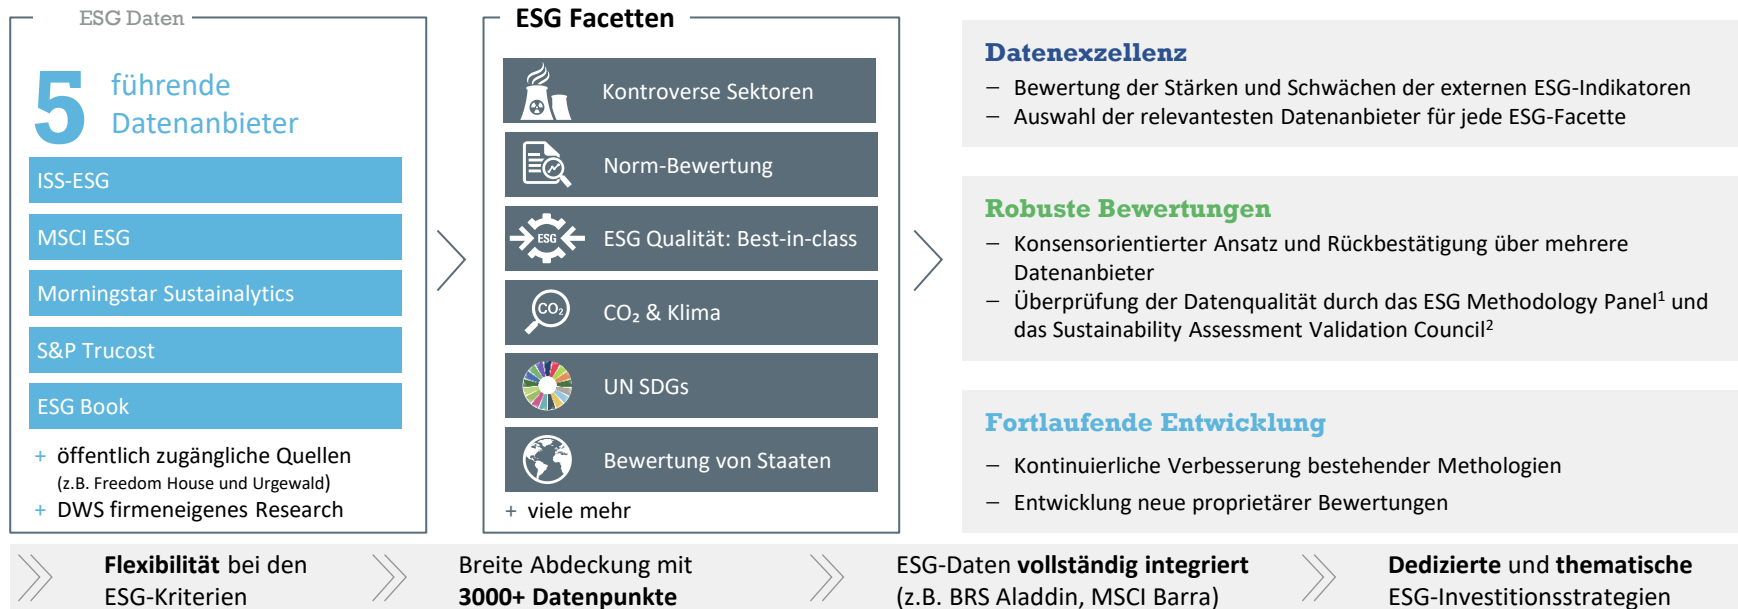 ESG Daten
5 führende
Datenanbieter
ISS-ESG
MSCI ESG
Morningstar Sustainalytics
S&P Trucost
ESG Book
+ öffentlich zugängliche Quellen
(z.B. Freedom House und Urgewald)
+ DWS firmeneigenes Research
ESG Facetten
Kontroverse Sektoren
Norm-Bewertung
ESG
ESG Qualität: Best-in-class
CO₂
CO₂ & Klima
UN SDGs
Bewertung von Staaten
+ viele mehr
Datenexzellenz
– Bewertung der Stärken und Schwächen der externen ESG-Indikatoren
– Auswahl der relevantesten Datenanbieter für jede ESG-Facette
Robuste Bewertungen
– Konsensorientierter Ansatz und Rückbestätigung über mehrere
Datenanbieter
– Überprüfung der Datenqualität durch das ESG Methodology Panel¹ und
das Sustainability Assessment Validation Council²
Fortlaufende Entwicklung
– Kontinuierliche Verbesserung bestehender Methologien
– Entwicklung neue proprietärer Bewertungen
Flexibilität bei den
ESG-Kriterien
Breite Abdeckung mit
3000+ Datenpunkte
ESG-Daten vollständig integriert
(z.B. BRS Aladdin, MSCI Barra)
Dedizierte und thematische
ESG-Investitionsstrategien